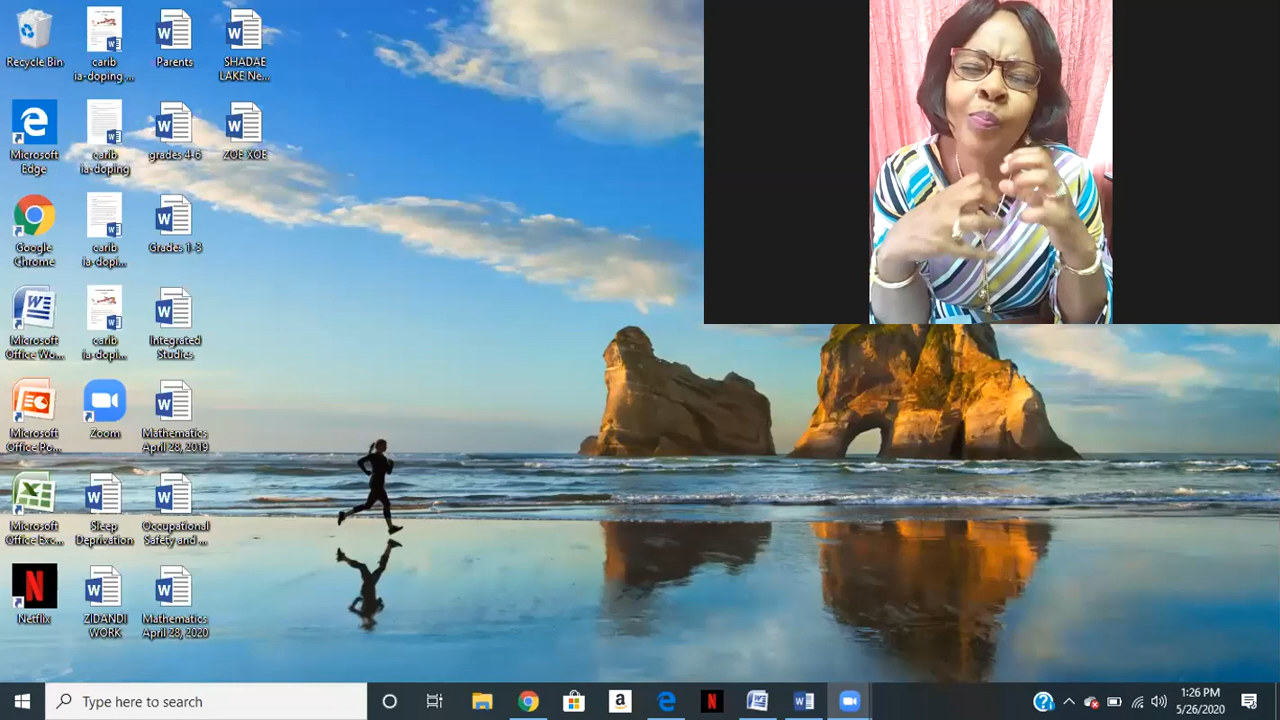 Recycle Bin
carib
ia-doping ...
Parents
SHADAE
LAKE Ne...
Microsoft
Edge
carib
ia-doping
grades 4-6
ZOE XOE
Google
Chrome
carib
ia-dopi...
Grades 1-3
Microsoft
Office Wo...
carib
ia-dopi...
Integrated
Studies
Microsoft
Office Po...
Zoom
Mathematics
April 28, 2019
Microsoft
Office Exc...
Sleep
Deprivation
Occupational
Safety and ...
Netflix
ZIDANDI
WORK
Mathematics
April 28, 2020
Type here to search
1:26 PM
5/26/2020